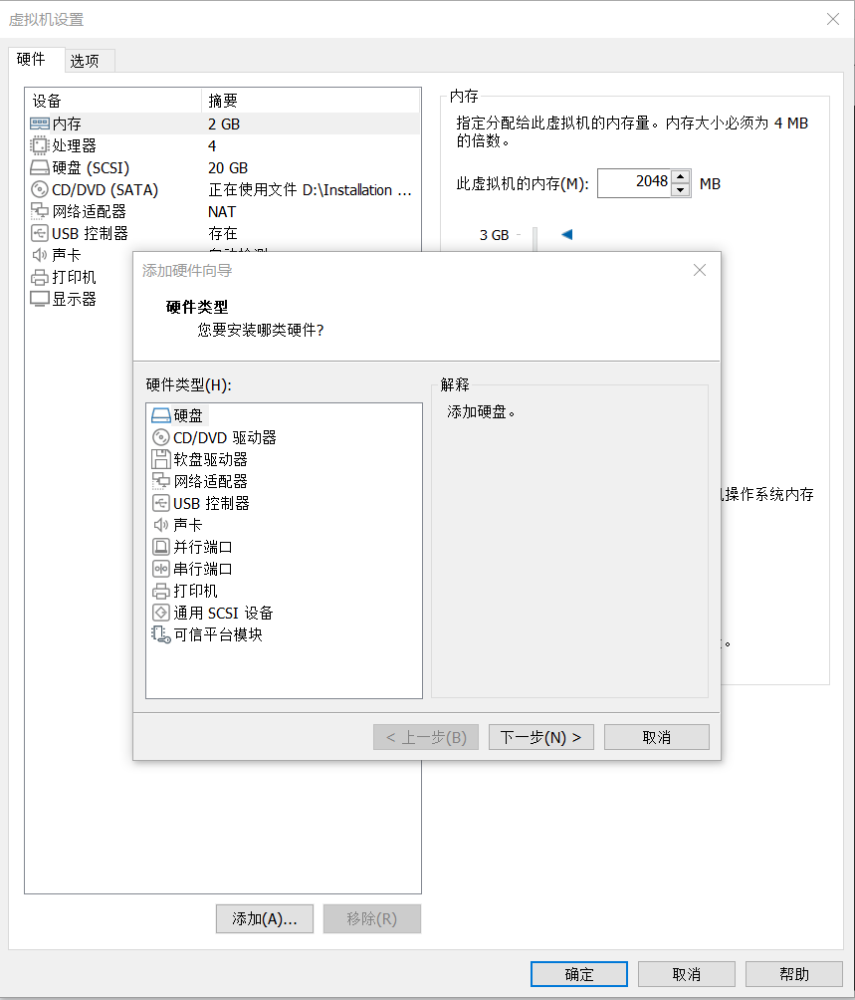 虚拟机设置
硬件
选项
设备 摘要
内存 2 GB
处理器 4
硬盘 (SCSI) 20 GB
CD/DVD (SATA) 正在使用文件 D:\Installation ...
网络适配器 NAT
USB 控制器 存在
声卡
打印机
显示器
内存
指定分配给此虚拟机的内存量。内存大小必须为 4 MB
的倍数。
此虚拟机的内存(M): 2048 MB
3 GB
操作系统内存
添加硬件向导
硬件类型
您要安装哪类硬件?
硬件类型(H):
硬盘
CD/DVD 驱动器
软盘驱动器
网络适配器
USB 控制器
声卡
并行端口
串行端口
打印机
通用 SCSI 设备
可信平台模块
解释
添加硬盘。
< 上一步(B)
下一步(N) >
取消
添加(A)...
移除(R)
确定
取消
帮助